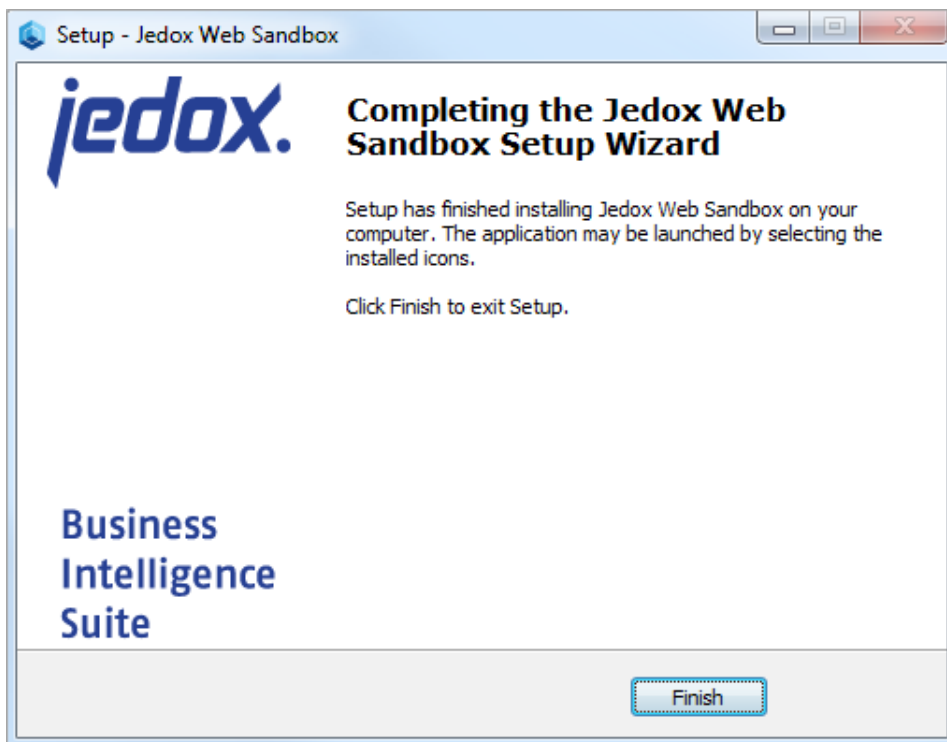 Setup - Jedox Web Sandbox
jedox.
Completing the Jedox Web
Sandbox Setup Wizard
Setup has finished installing Jedox Web Sandbox on your
computer. The application may be launched by selecting the
installed icons.
Click Finish to exit Setup.
Business
Intelligence
Suite
Finish